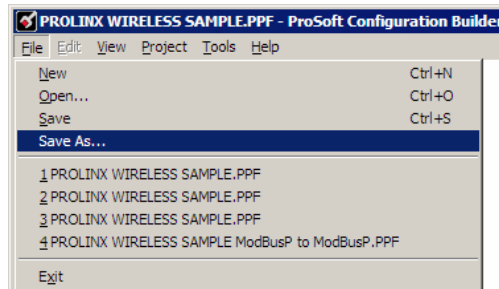 PROLINX WIRELESS SAMPLE.PPF - ProSoft Configuration Builder
File Edit View Project Tools Help
New Ctrl+N
Open... Ctrl+O
Save Ctrl+S
Save As...
1 PROLINX WIRELESS SAMPLE.PPF
2 PROLINX WIRELESS SAMPLE.PPF
3 PROLINX WIRELESS SAMPLE.PPF
4 PROLINX WIRELESS SAMPLE ModBusP to ModBusP.PPF
Exit